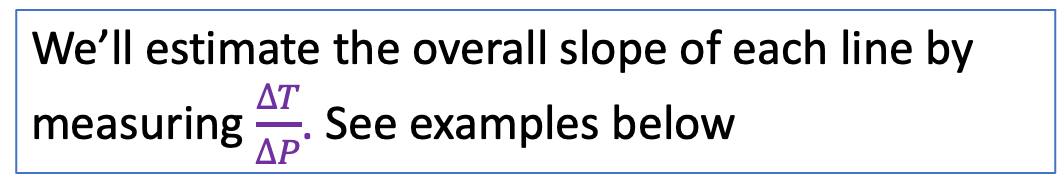 We’ll estimate the overall slope of each line by
measuring ΔT/ΔP. See examples below